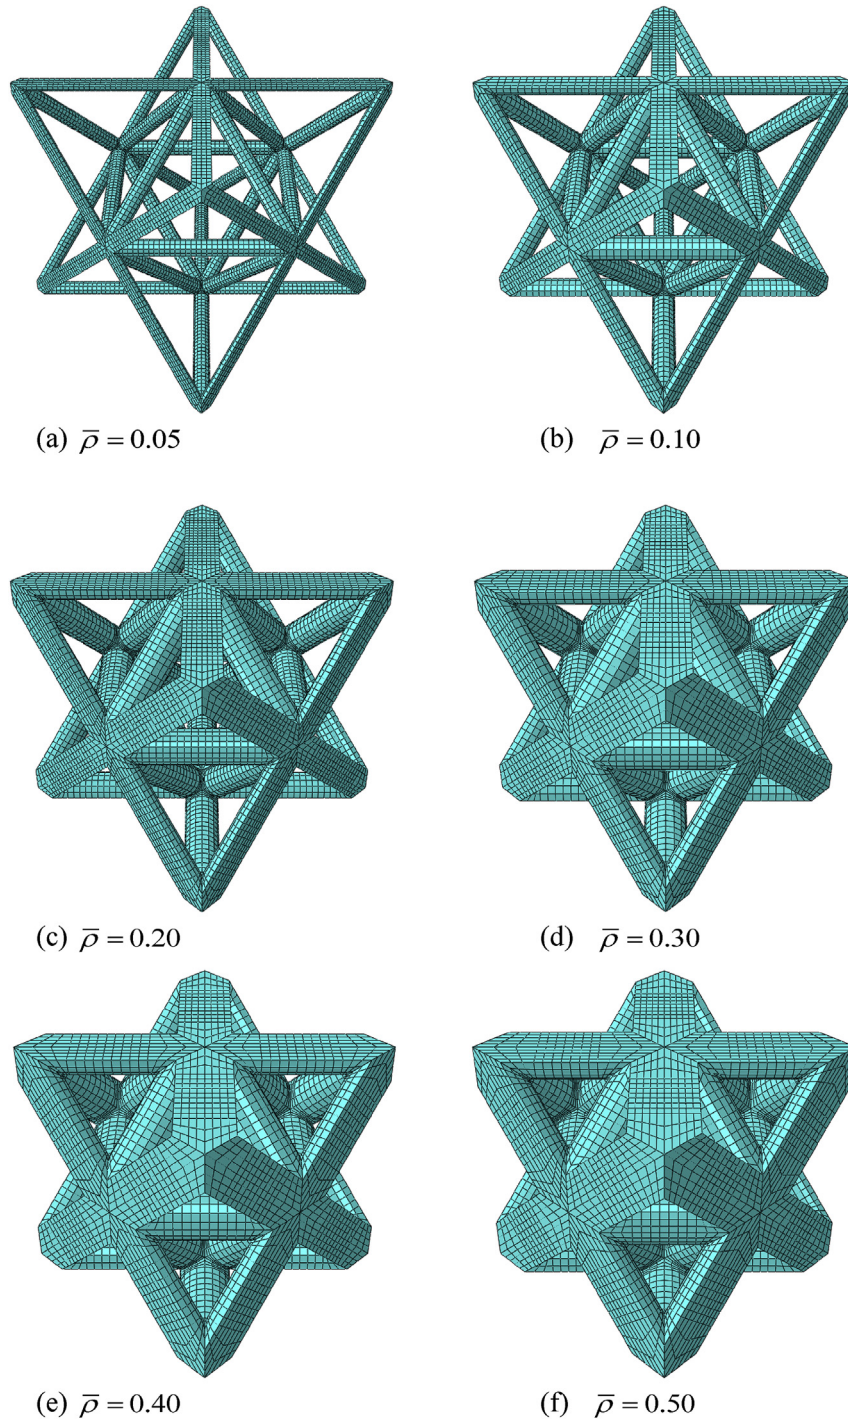 (a) ρ̅ = 0.05
(b) ρ̅ = 0.10
(c) ρ̅ = 0.20
(d) ρ̅ = 0.30
(e) ρ̅ = 0.40
(f) ρ̅ = 0.50